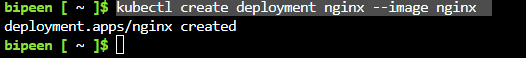 bipeen [ ~ ]$ kubectl create deployment nginx --image nginx
deployment.apps/nginx created
bipeen [ ~ ]$